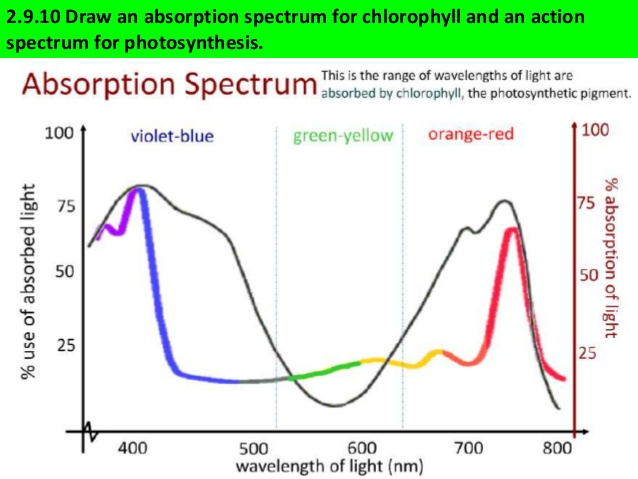 2.9.10 Draw an absorption spectrum for chlorophyll and an action
spectrum for photosynthesis.
Absorption Spectrum
This is the range of wavelengths of light are
absorbed by chlorophyll, the photosynthetic pigment.
violet-blue
green-yellow
orange-red
% use of absorbed light
100
75
50
25
100
75
50
25
% absorption of light
400
500
600
700
800
wavelength of light (nm)